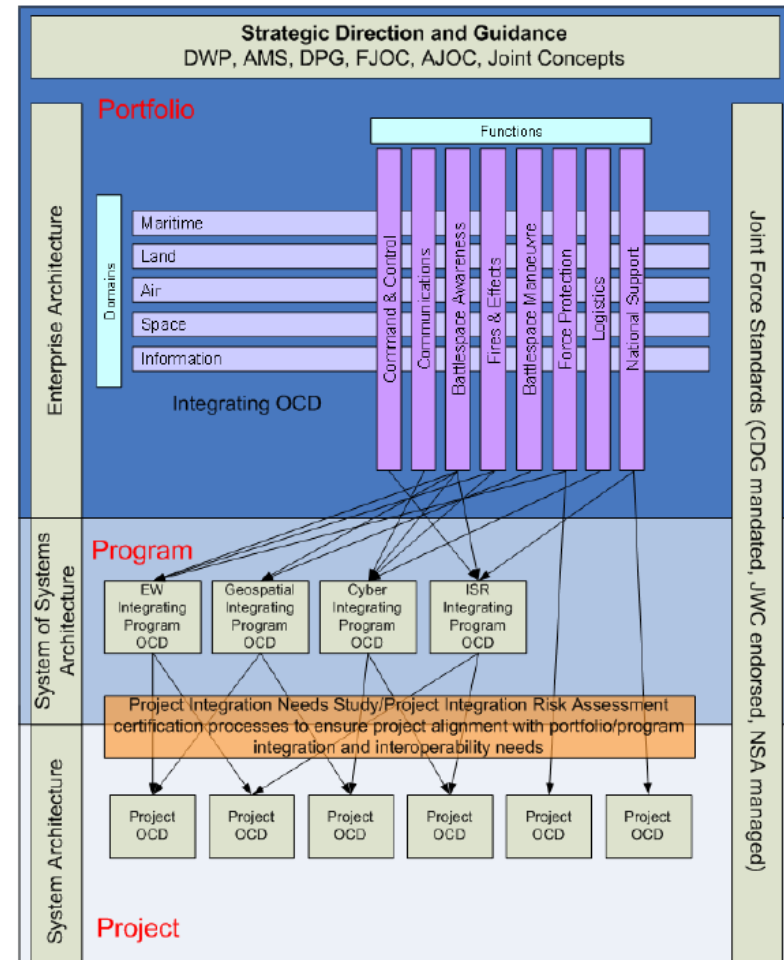 Strategic Direction and Guidance
DWP, AMS, DPG, FJOC, AJOC, Joint Concepts
Portfolio
Functions
Enterprise Architecture
Domains
Maritime
Land
Air
Space
Information
Command & Control
Communications
Battlespace Awareness
Fires & Effects
Battlespace Manoeuvre
Force Protection
Logistics
National Support
Integrating OCD
Joint Force Standards (CDG mandated, JWC endorsed, NSA managed)
System of Systems
Architecture
Program
EW
Integrating
Program
OCD
Geospatial
Integrating
Program
OCD
Cyber
Integrating
Program
OCD
ISR
Integrating
Program
OCD
Project Integration Needs Study/Project Integration Risk Assessment
certification processes to ensure project alignment with portfolio/program
integration and interoperability needs
System Architecture
Project
OCD
Project
OCD
Project
OCD
Project
OCD
Project
OCD
Project
OCD
Project